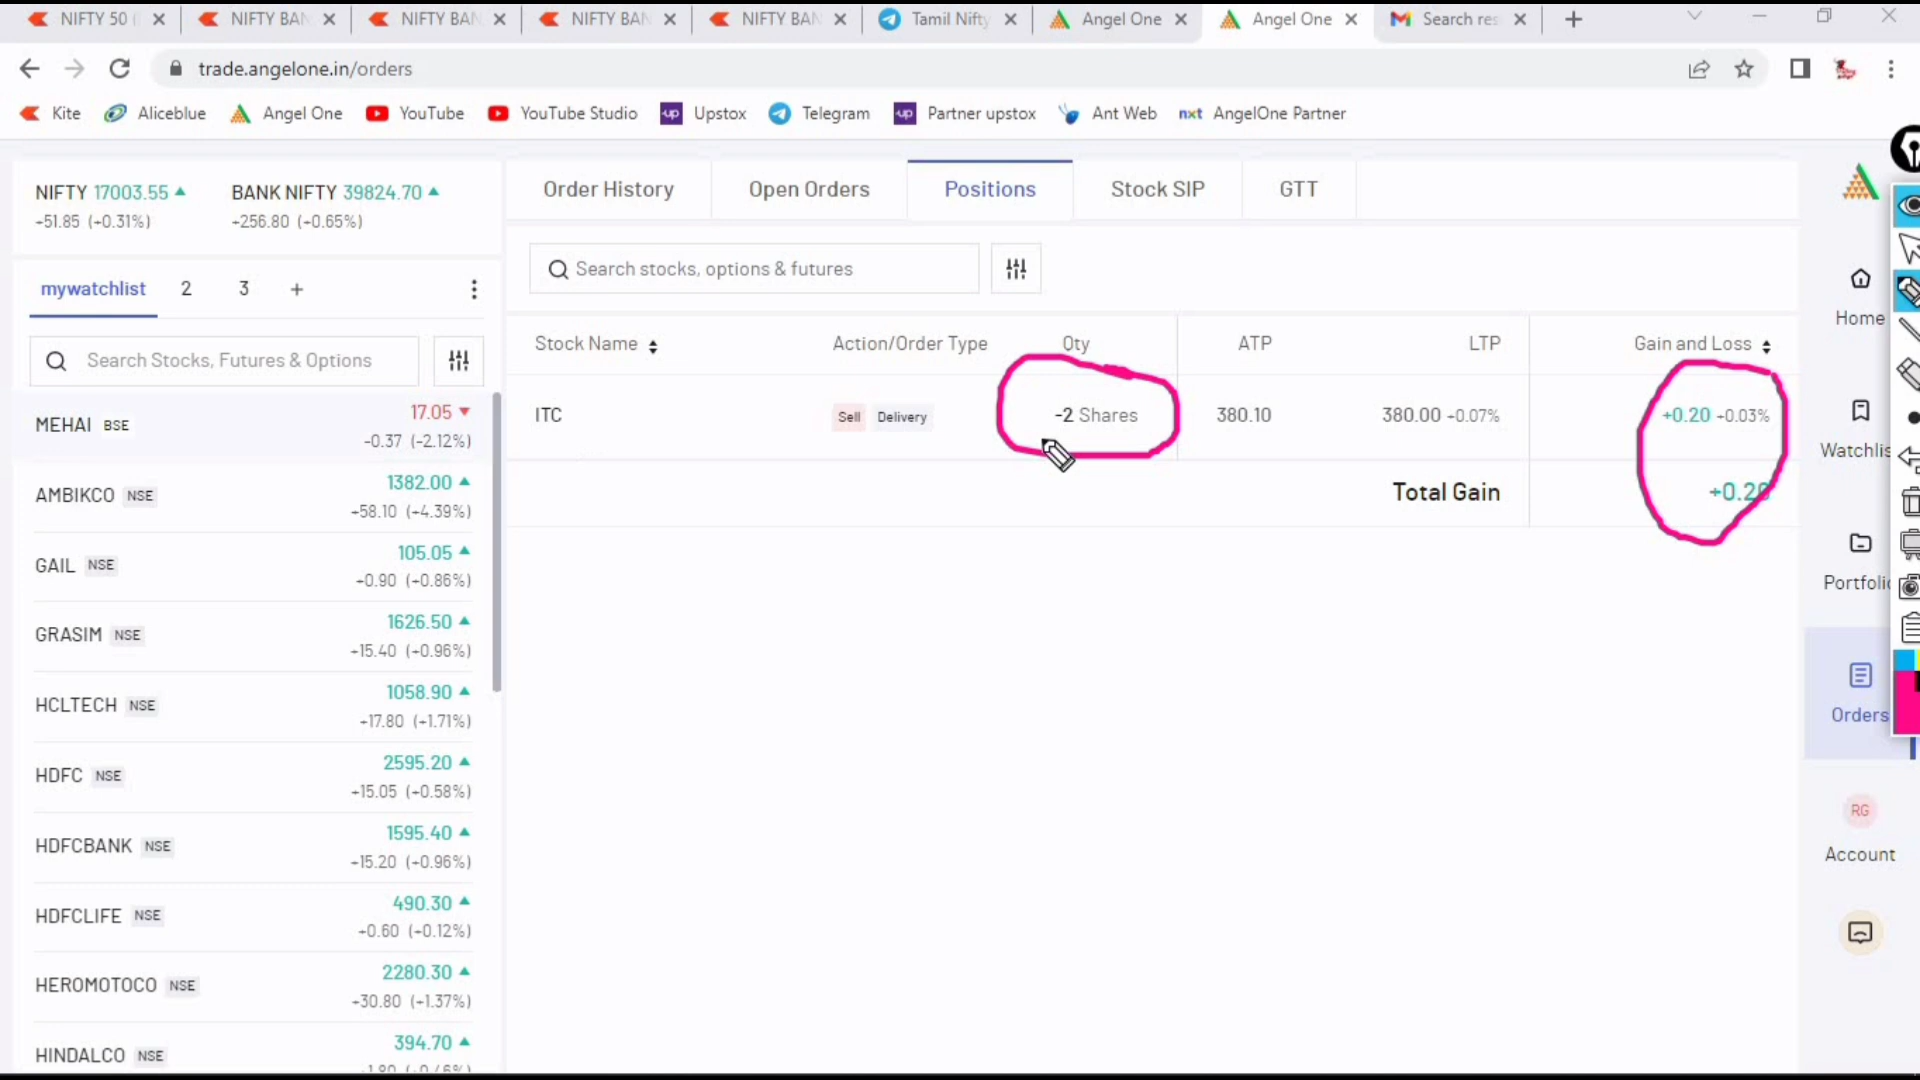 NIFTY 50
NIFTY BAN
NIFTY BAN
NIFTY BAN
NIFTY BAN
Tamil Nifty
Angel One
Angel One
Search res
trade.angelone.in/orders
Kite
Aliceblue
Angel One
YouTube
YouTube Studio
up Upstox
Telegram
up Partner upstox
Ant Web
nxt AngelOne Partner
NIFTY 17003.55
+51.85 (+0.31%)
BANK NIFTY 39824.70
+256.80 (+0.65%)
mywatchlist 2 3 +
Search Stocks, Futures & Options
MEHAI BSE 17.05
-0.37 (-2.12%)
AMBIKCO NSE 1382.00
+58.10 (+4.39%)
GAIL NSE 105.05
+0.90 (+0.86%)
GRASIM NSE 1626.50
+15.40 (+0.96%)
HCLTECH NSE 1058.90
+17.80 (+1.71%)
HDFC NSE 2595.20
+15.05 (+0.58%)
HDFCBANK NSE 1595.40
+15.20 (+0.96%)
HDFCLIFE NSE 490.30
+0.60 (+0.12%)
HEROMOTOCO NSE 2280.30
+30.80 (+1.37%)
HINDALCO NSE 394.70
Order History Open Orders Positions Stock SIP GTT
Search stocks, options & futures
Stock Name Action/Order Type Qty ATP LTP Gain and Loss
ITC Sell Delivery -2 Shares 380.10 380.00 +0.07% +0.20 +0.03%
Total Gain +0.20
Home
Watchlis
Portfolio
Orders
RG
Account